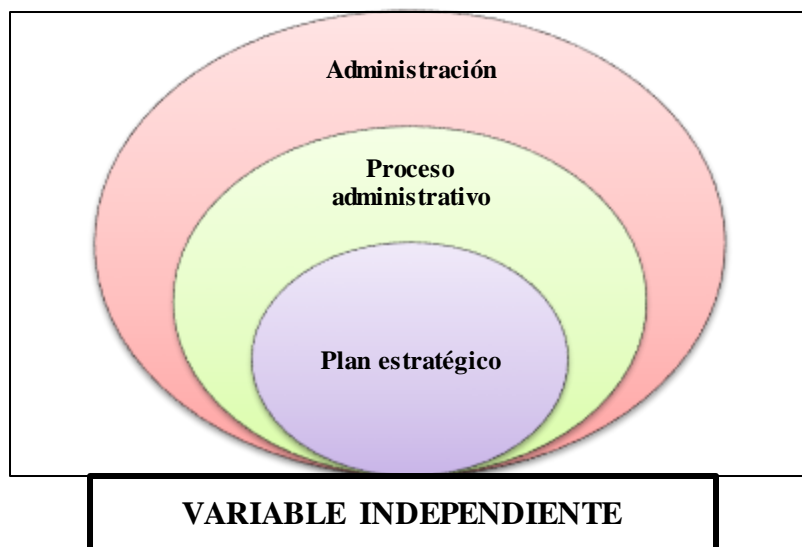 Administración
Proceso
administrativo
Plan estratégico
VARIABLE INDEPENDIENTE